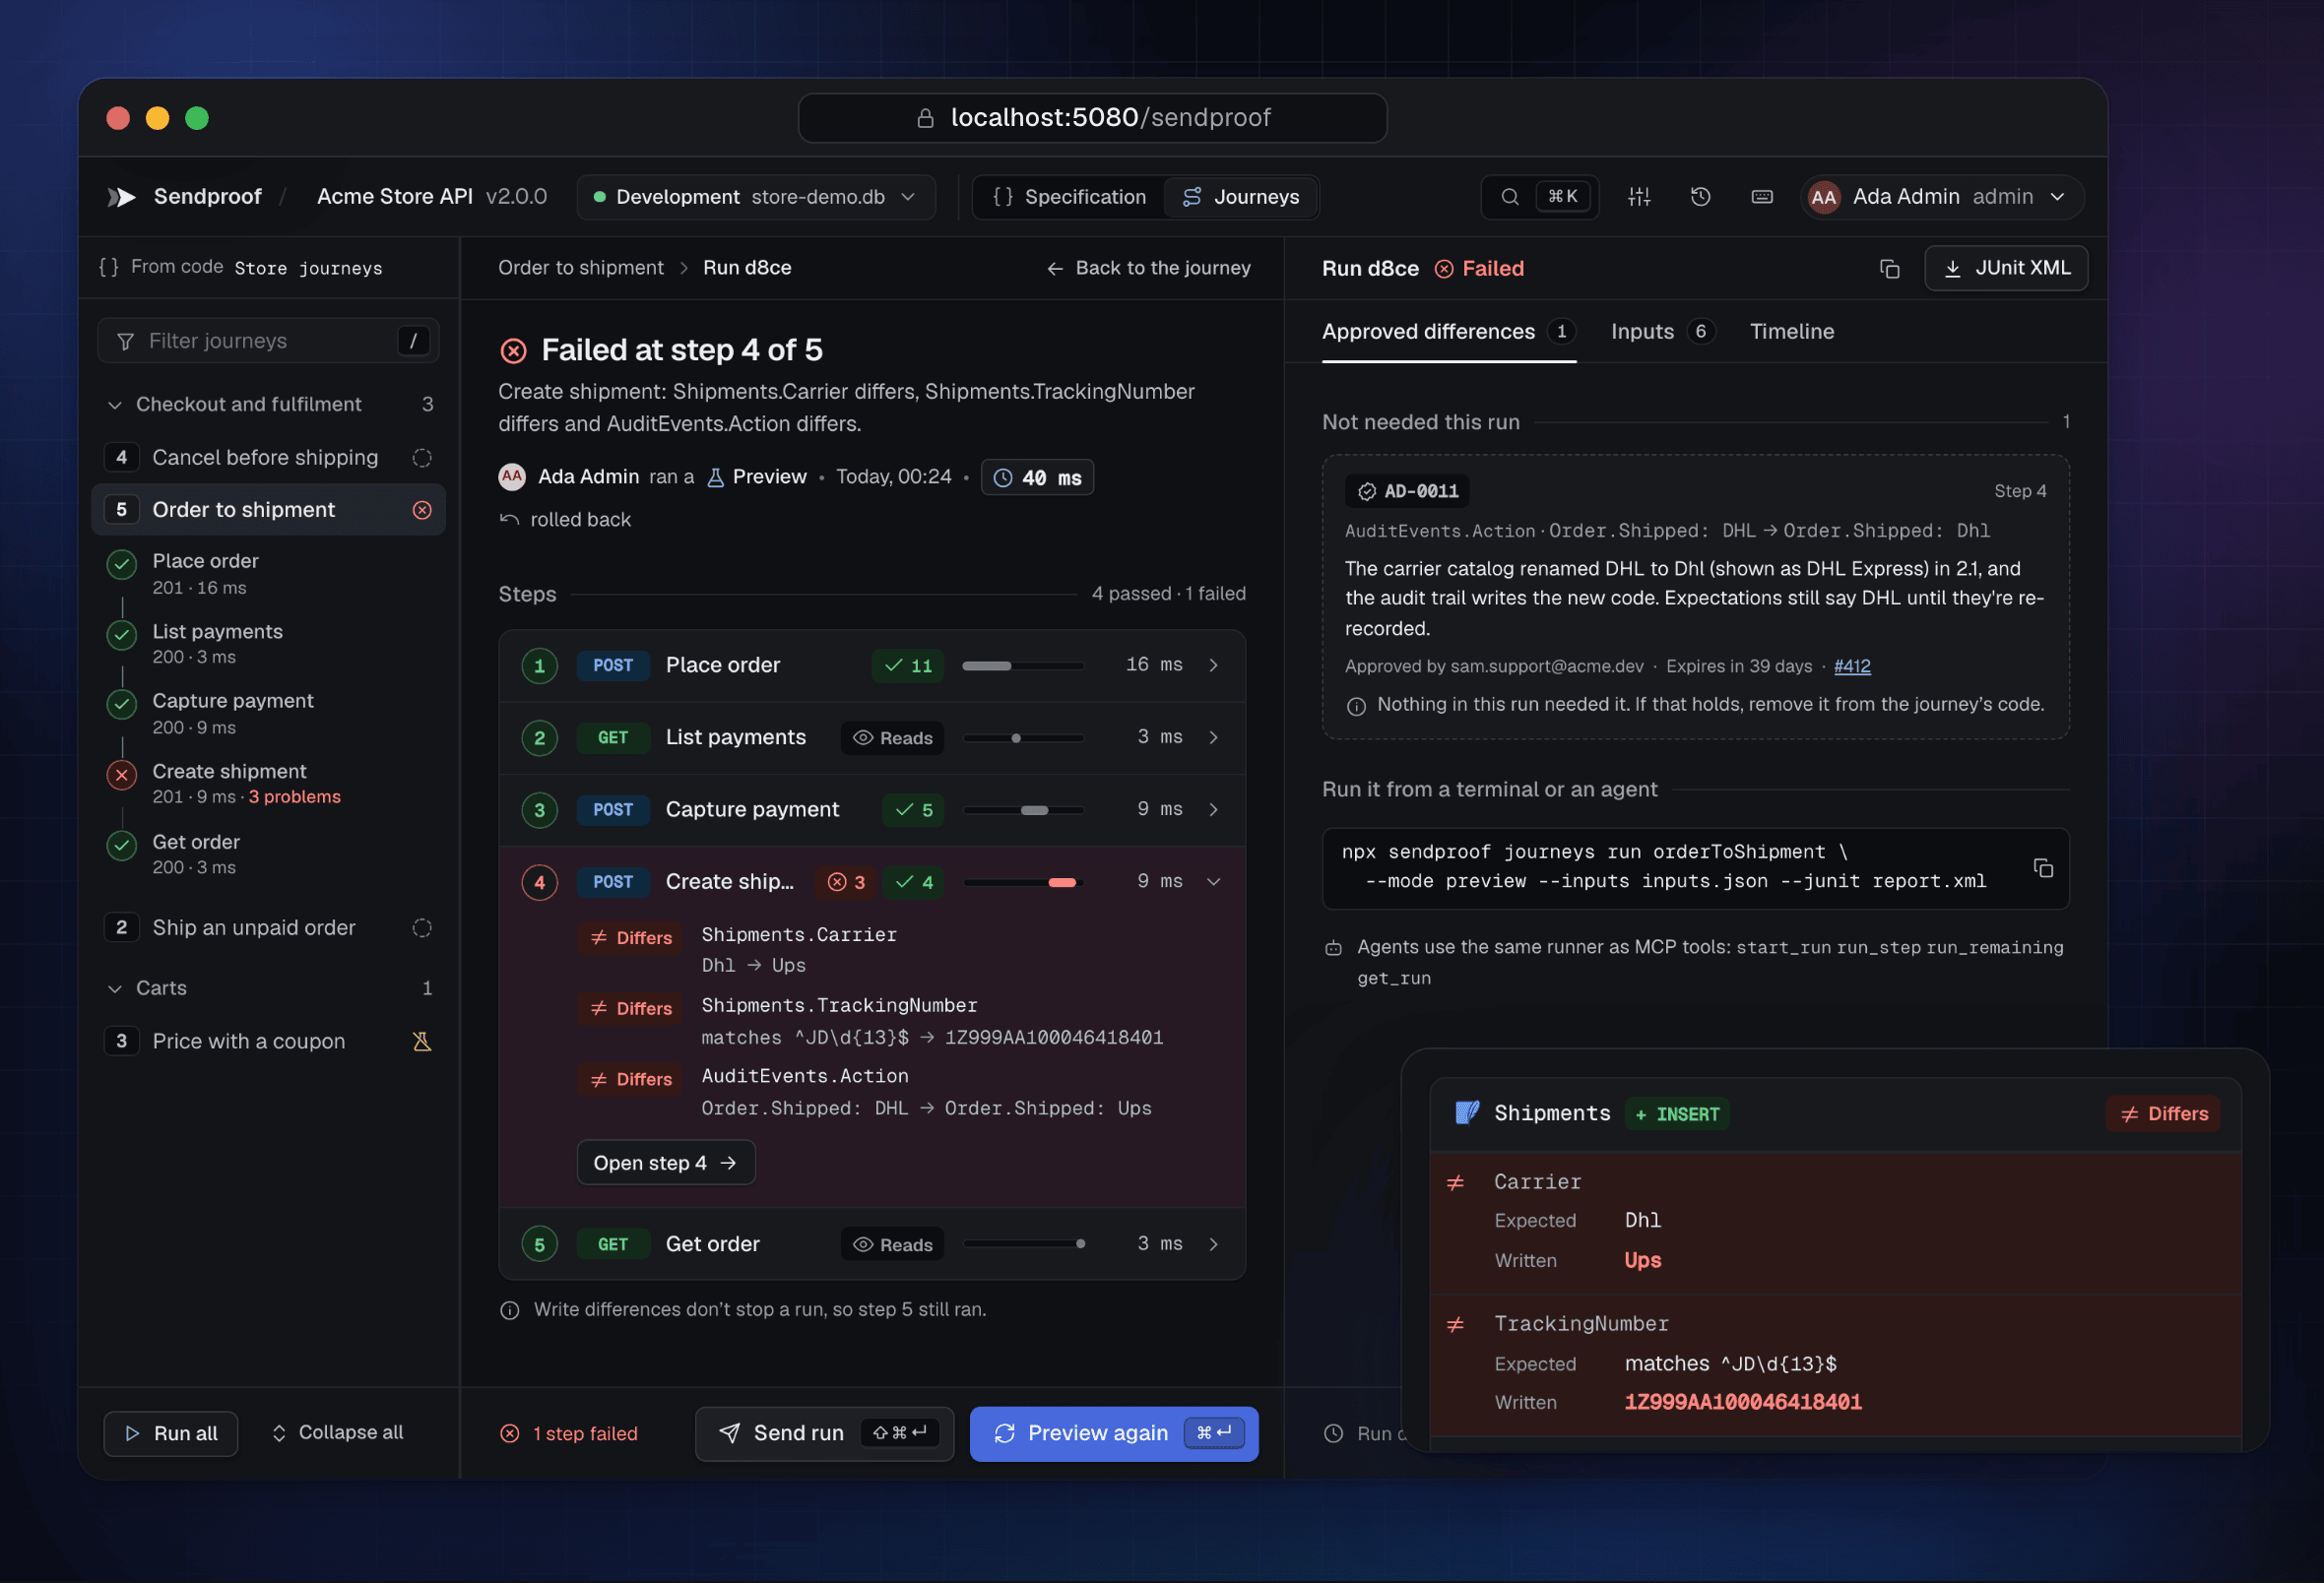 localhost:5080/sendproof
Sendproof / Acme Store API v2.0.0
Development store-demo.db
{ } Specification
Journeys
⌘K
AA Ada Admin admin
{ } From code Store journeys
Filter journeys /
Checkout and fulfilment 3
4 Cancel before shipping
5 Order to shipment
Place order
201 · 16 ms
List payments
200 · 3 ms
Capture payment
200 · 9 ms
Create shipment
201 · 9 ms · 3 problems
Get order
200 · 3 ms
2 Ship an unpaid order
Carts 1
3 Price with a coupon
Run all
Collapse all
Order to shipment > Run d8ce
← Back to the journey
Failed at step 4 of 5
Create shipment: Shipments.Carrier differs, Shipments.TrackingNumber
differs and AuditEvents.Action differs.
AA Ada Admin ran a Preview • Today, 00:24 • 40 ms
rolled back
Steps 4 passed · 1 failed
1 POST Place order 11 16 ms
2 GET List payments Reads 3 ms
3 POST Capture payment 5 9 ms
4 POST Create ship... 3 4 9 ms
≠ Differs Shipments.Carrier
Dhl → Ups
≠ Differs Shipments.TrackingNumber
matches ^JD\d{13}$ → 1Z999AA100046418401
≠ Differs AuditEvents.Action
Order.Shipped: DHL → Order.Shipped: Ups
Open step 4 →
5 GET Get order Reads 3 ms
Write differences don’t stop a run, so step 5 still ran.
1 step failed
Send run ⇧⌘↵
Preview again ⌘↵
Run d8ce Failed
JUnit XML
Approved differences 1
Inputs 6
Timeline
Not needed this run 1
AD-0011 Step 4
AuditEvents.Action · Order.Shipped: DHL → Order.Shipped: Dhl
The carrier catalog renamed DHL to Dhl (shown as DHL Express) in 2.1, and
the audit trail writes the new code. Expectations still say DHL until they're re-
recorded.
Approved by sam.support@acme.dev · Expires in 39 days · #412
Nothing in this run needed it. If that holds, remove it from the journey’s code.
Run it from a terminal or an agent
npx sendproof journeys run orderToShipment \
--mode preview --inputs inputs.json --junit report.xml
Agents use the same runner as MCP tools: start_run run_step run_remaining
get_run
Run
Shipments + INSERT ≠ Differs
≠ Carrier
Expected Dhl
Written Ups
≠ TrackingNumber
Expected matches ^JD\d{13}$
Written 1Z999AA100046418401